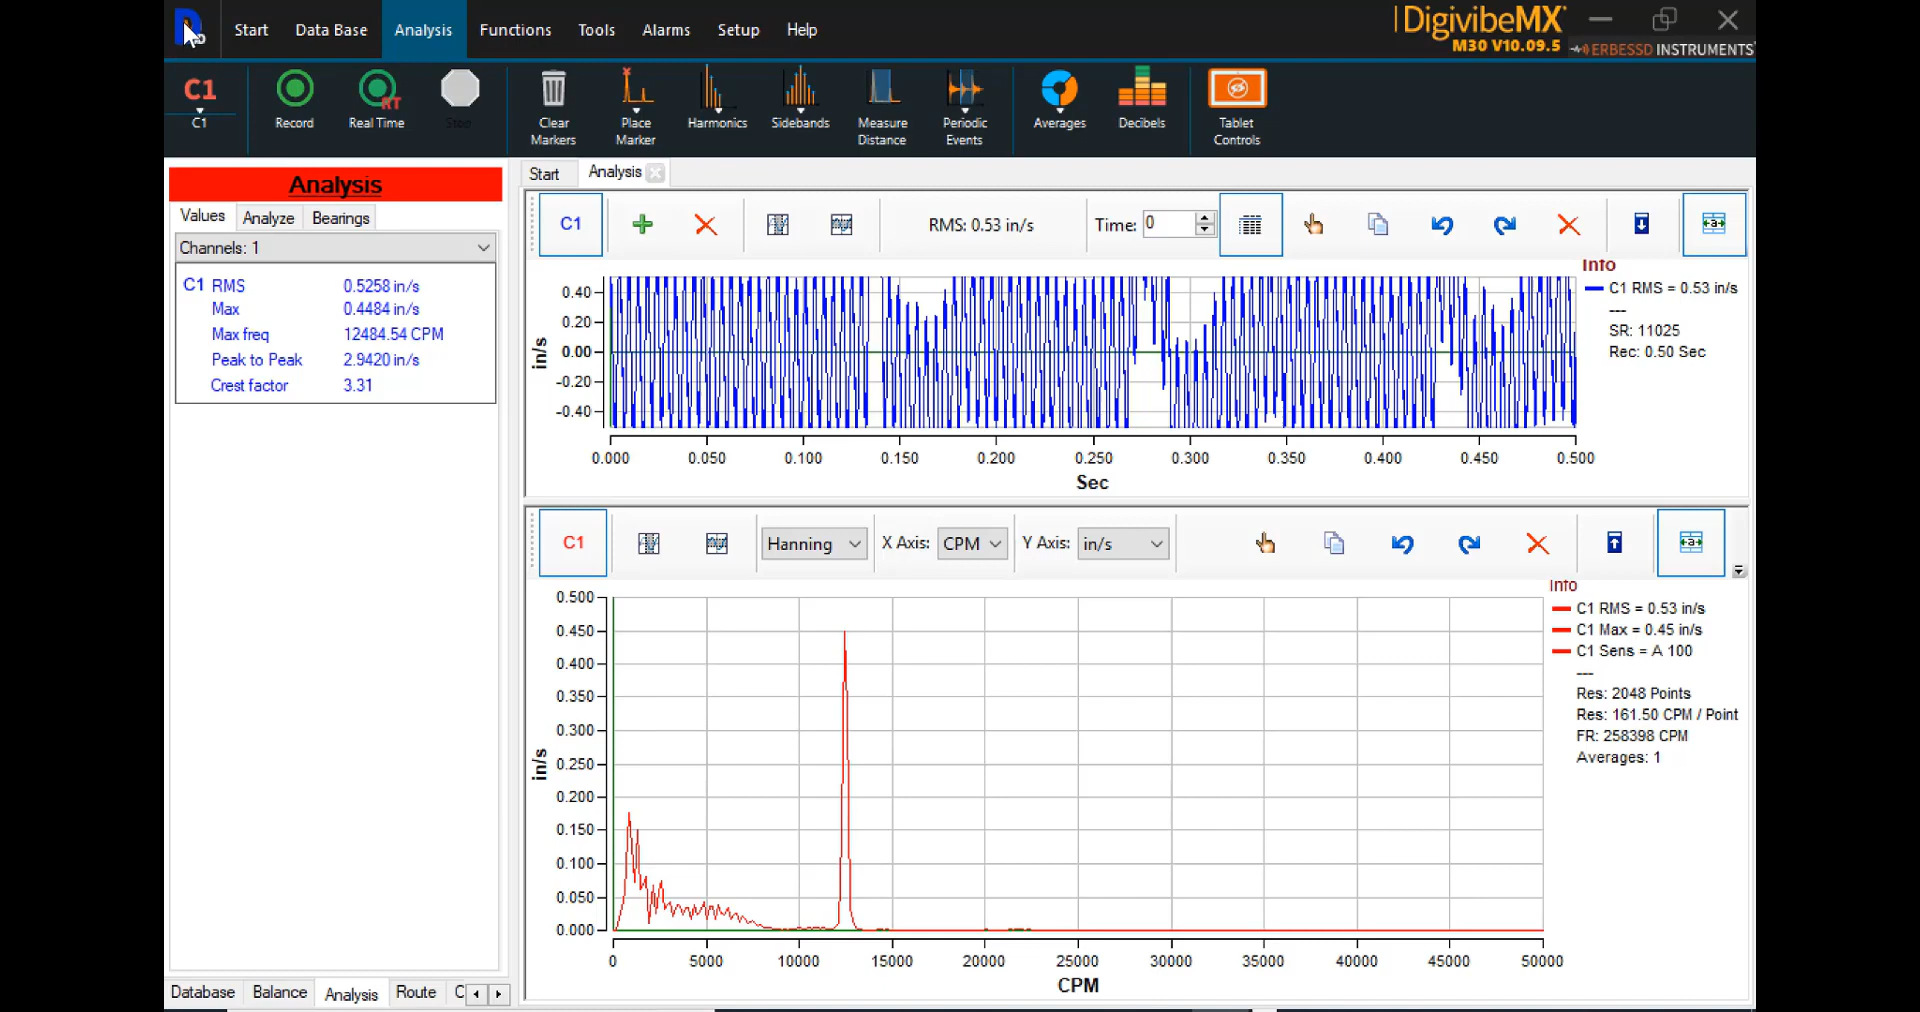 Start Data Base Analysis Functions Tools Alarms Setup Help
DigivibeMX
M30 V10.09.5 ERBESSD INSTRUMENTS
C1
C1 Record Real Time RT Stop Clear Markers Place Marker Harmonics Sidebands Measure Distance Periodic Events Averages Decibels Tablet Controls
Analysis
Values Analyze Bearings
Channels: 1
C1 RMS 0.5258 in/s
Max 0.4484 in/s
Max freq 12484.54 CPM
Peak to Peak 2.9420 in/s
Crest factor 3.31
Database Balance Analysis Route C
Start Analysis
C1 RMS: 0.53 in/s Time: 0
Info
C1 RMS = 0.53 in/s
---
SR: 11025
Rec: 0.50 Sec
in/s
0.40
0.20
0.00
-0.20
-0.40
0.000 0.050 0.100 0.150 0.200 0.250 0.300 0.350 0.400 0.450 0.500
Sec
C1 Hanning X Axis: CPM Y Axis: in/s
Info
C1 RMS = 0.53 in/s
C1 Max = 0.45 in/s
C1 Sens = A 100
---
Res: 2048 Points
Res: 161.50 CPM / Point
FR: 258398 CPM
Averages: 1
in/s
0.500
0.450
0.400
0.350
0.300
0.250
0.200
0.150
0.100
0.050
0.000
0 5000 10000 15000 20000 25000 30000 35000 40000 45000 50000
CPM